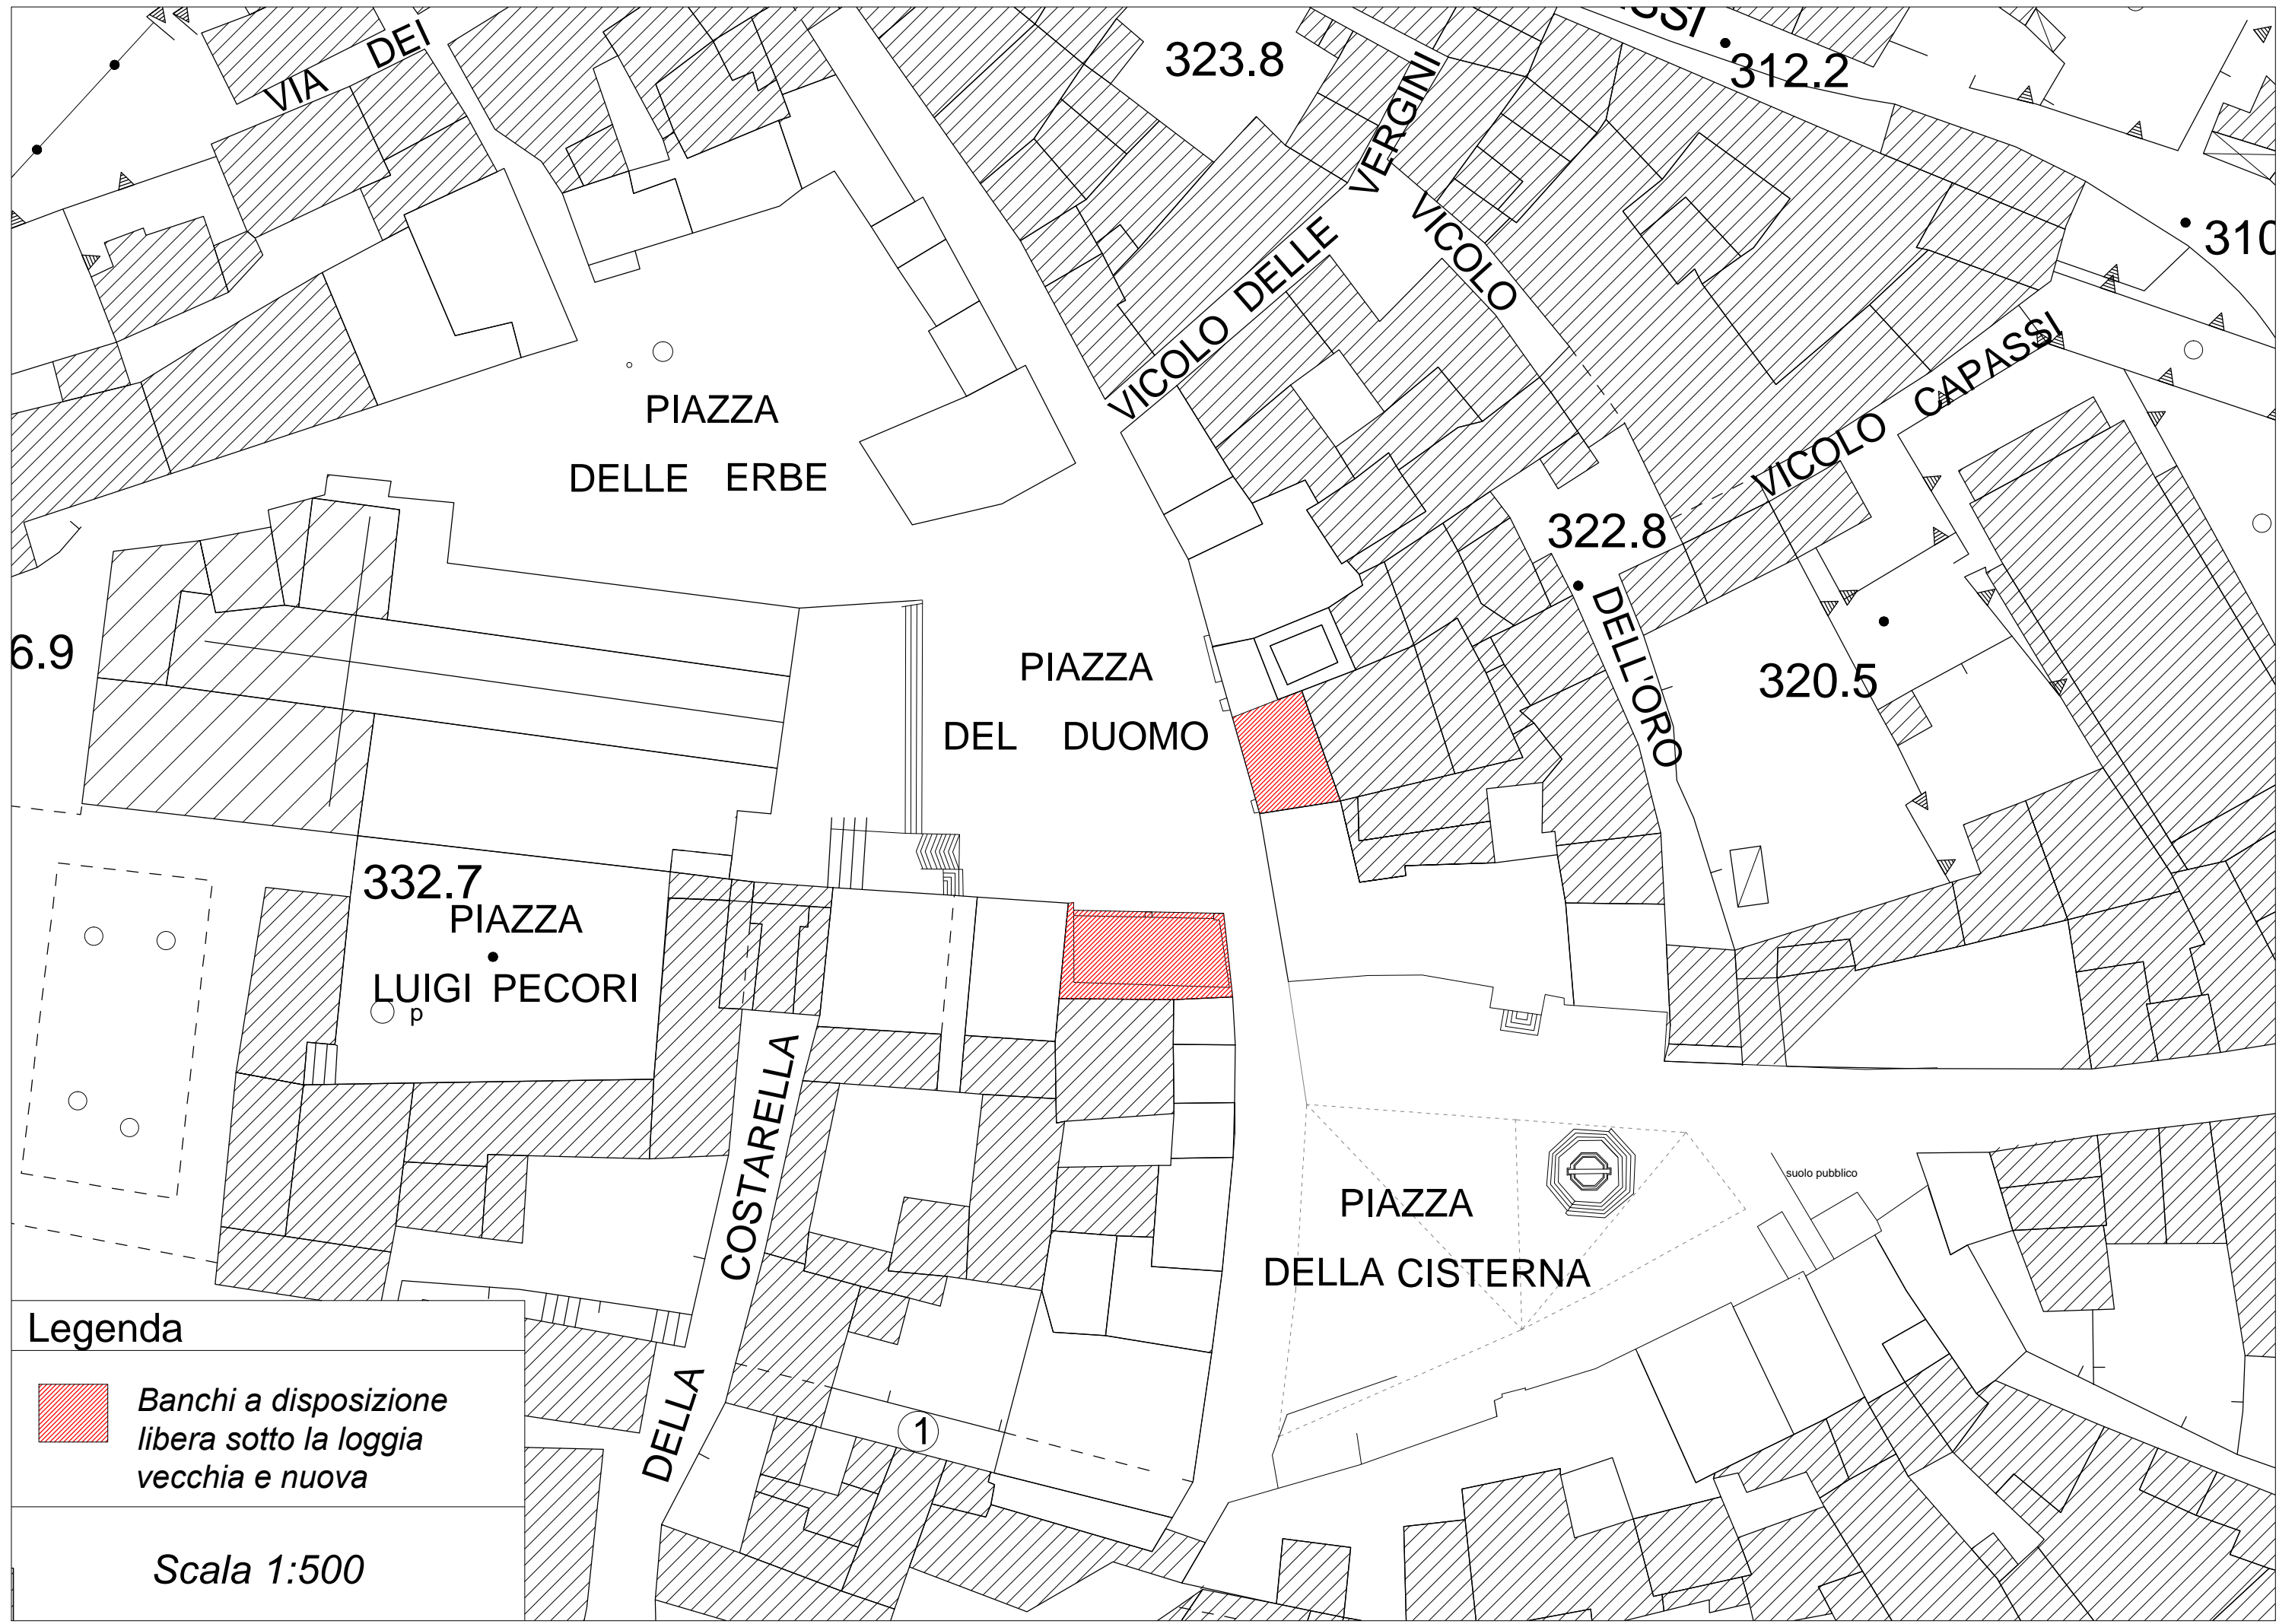 VIA DEI
323.8
312.2
310
VICOLO DELLE VERGINI
VICOLO
DELL'ORO
VICOLO CAPASSI
PIAZZA
DELLE ERBE
322.8
6.9
PIAZZA
DEL DUOMO
320.5
332.7
PIAZZA
LUIGI PECORI
p
DELLA COSTARELLA
suolo pubblico
PIAZZA
DELLA CISTERNA
1
Legenda
Banchi a disposizione
libera sotto la loggia
vecchia e nuova
Scala 1:500